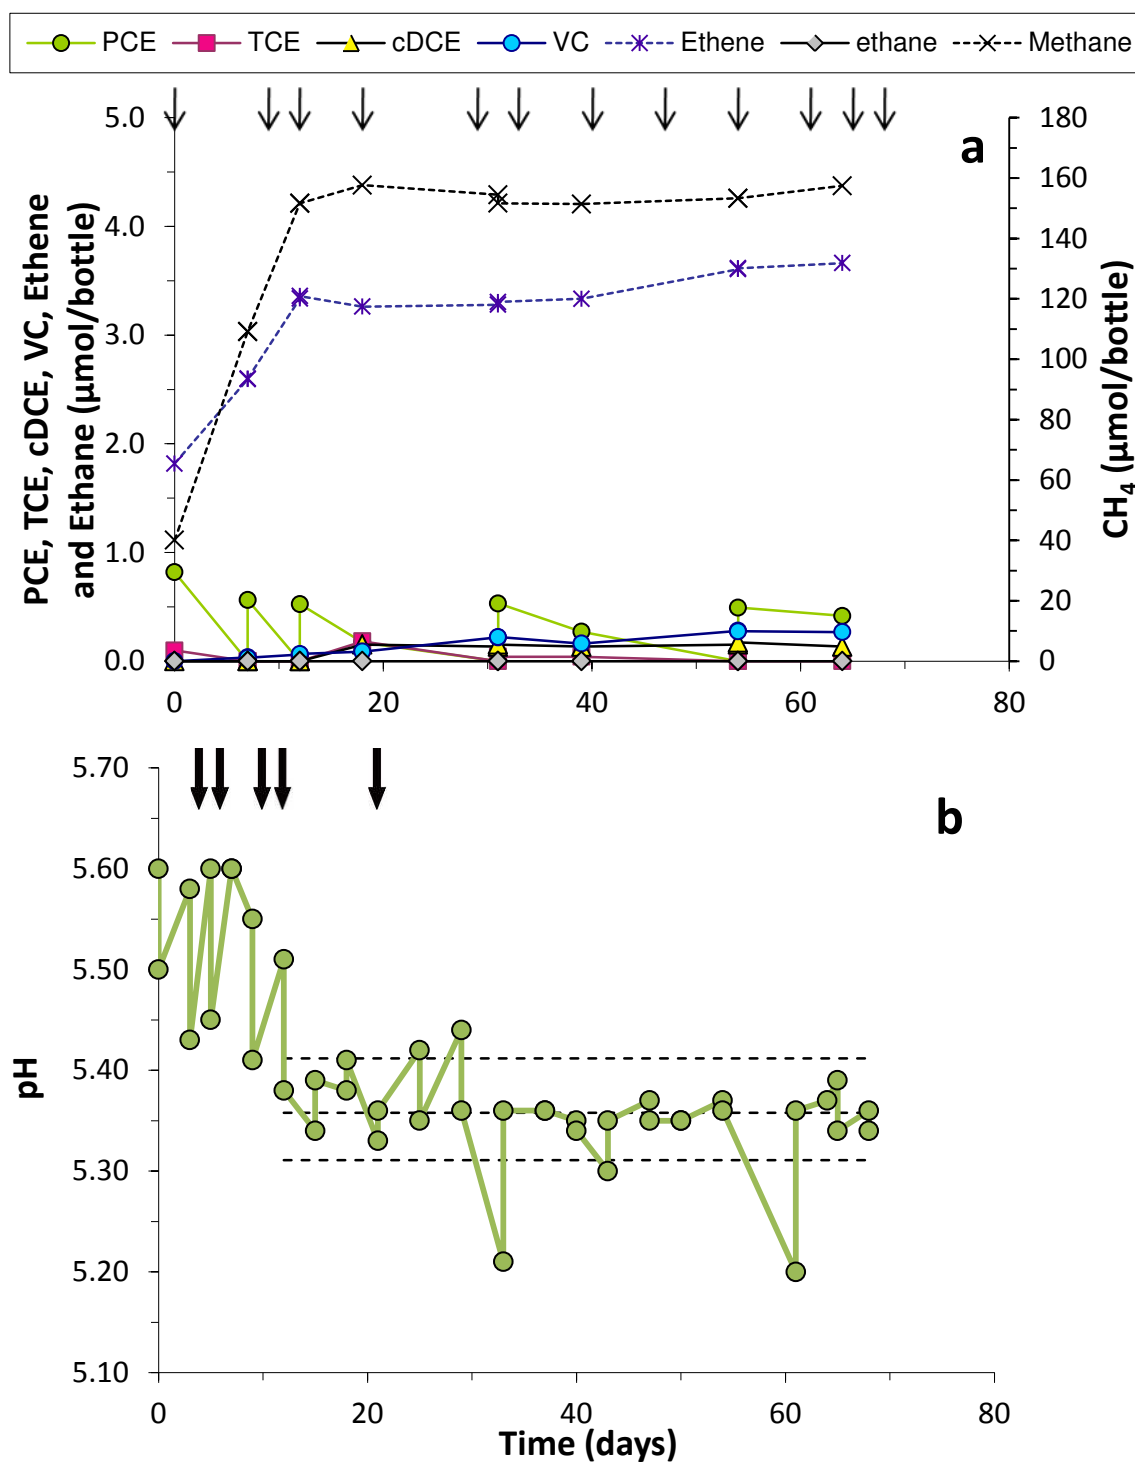 PCE TCE cDCE VC Ethene ethane Methane
a
PCE, TCE, cDCE, VC, Ethene
and Ethane (µmol/bottle)
5.0
4.0
3.0
2.0
1.0
0.0
180
160
140
120
100
80
60
40
20
0
CH4 (µmol/bottle)
0 20 40 60 80
b
pH
5.70
5.60
5.50
5.40
5.30
5.20
5.10
0 20 40 60 80
Time (days)